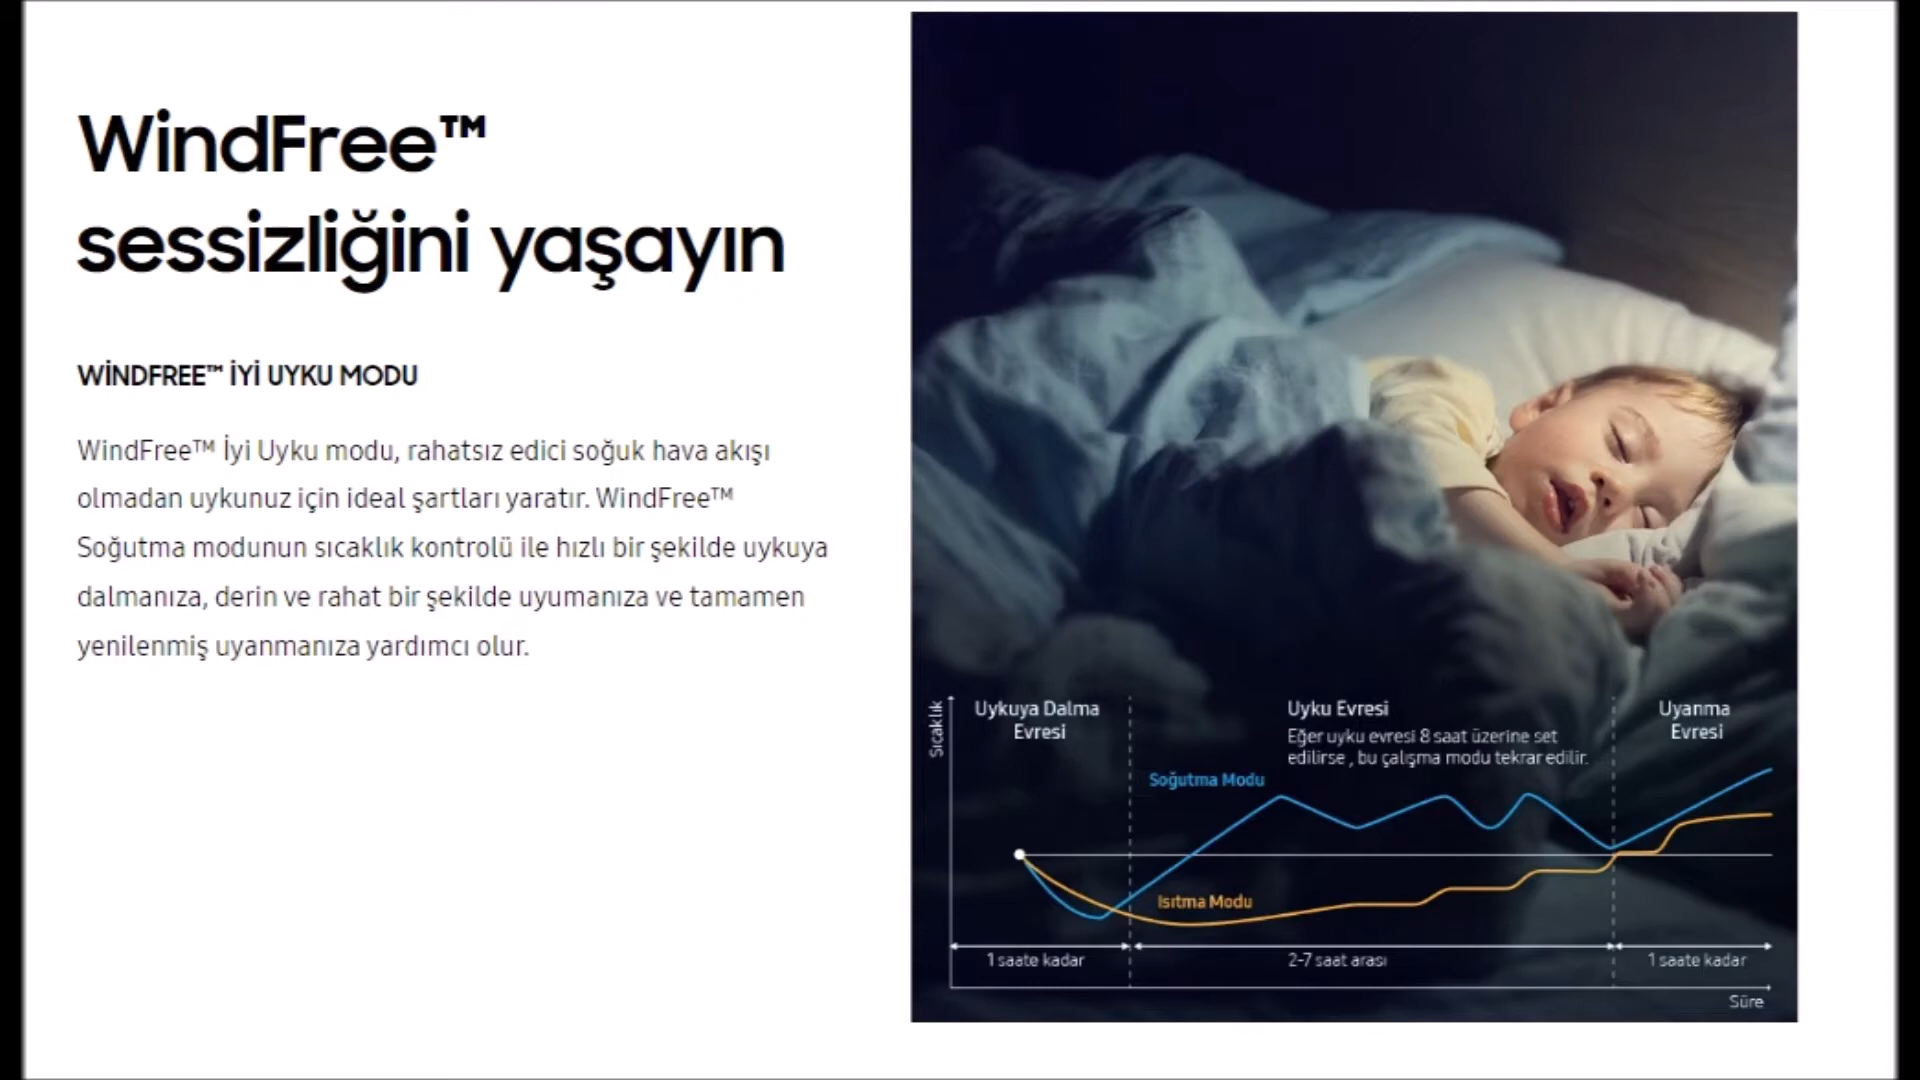 WindFree™
sessizliğini yaşayın
WİNDFREE™ İYİ UYKU MODU
WindFree™ İyi Uyku modu, rahatsız edici soğuk hava akışı
olmadan uykunuz için ideal şartları yaratır. WindFree™
Soğutma modunun sıcaklık kontrolü ile hızlı bir şekilde uykuya
dalmanıza, derin ve rahat bir şekilde uyumanıza ve tamamen
yenilenmiş uyanmanıza yardımcı olur.
Sıcaklık
Uykuya Dalma
Evresi
Uyku Evresi
Eğer uyku evresi 8 saat üzerine set
edilirse , bu çalışma modu tekrar edilir.
Uyanma
Evresi
Soğutma Modu
Isıtma Modu
1 saate kadar
2-7 saat arası
1 saate kadar
Süre